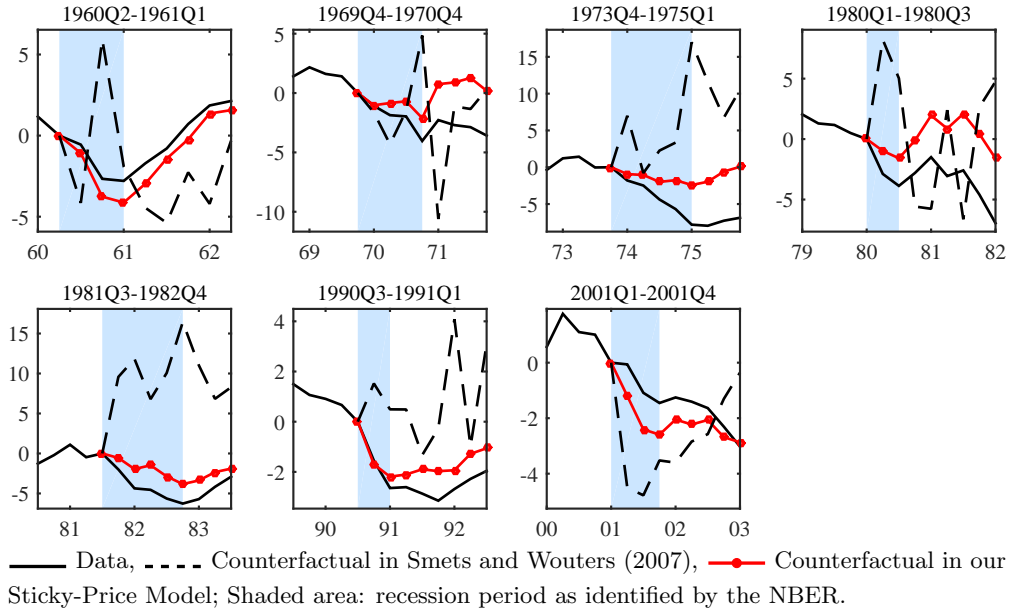 1960Q2-1961Q1 1969Q4-1970Q4 1973Q4-1975Q1 1980Q1-1980Q3
5
0
-5
60 61 62
0
-5
-10
69 70 71
15
10
5
0
-5
73 74 75
5
0
-5
79 80 81 82
1981Q3-1982Q4 1990Q3-1991Q1 2001Q1-2001Q4
15
10
5
0
-5
81 82 83
4
2
0
-2
90 91 92
0
-2
-4
00 01 02 03
Data, Counterfactual in Smets and Wouters (2007), Counterfactual in our
Sticky-Price Model; Shaded area: recession period as identified by the NBER.